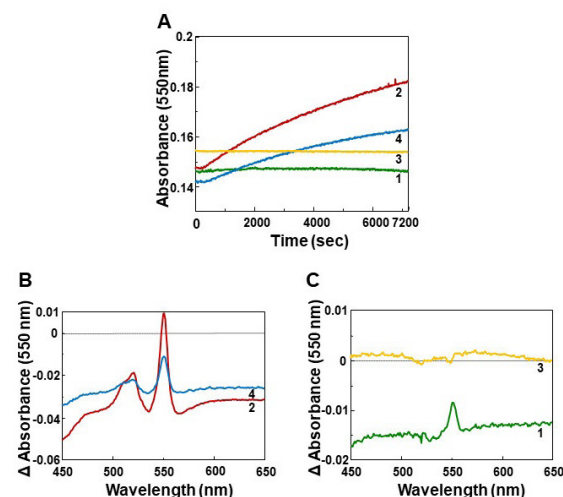 A
Absorbance (550nm)
0.2
0.18
0.16
0.14
2
4
3
1
0 2000 4000 6000 7200
Time (sec)
B
Δ Absorbance (550 nm)
0.01
0
-0.02
-0.04
-0.06
4
2
450 500 550 600 650
Wavelength (nm)
C
Δ Absorbance (550 nm)
0.01
0
-0.01
-0.02
3
1
450 500 550 600 650
Wavelength (nm)